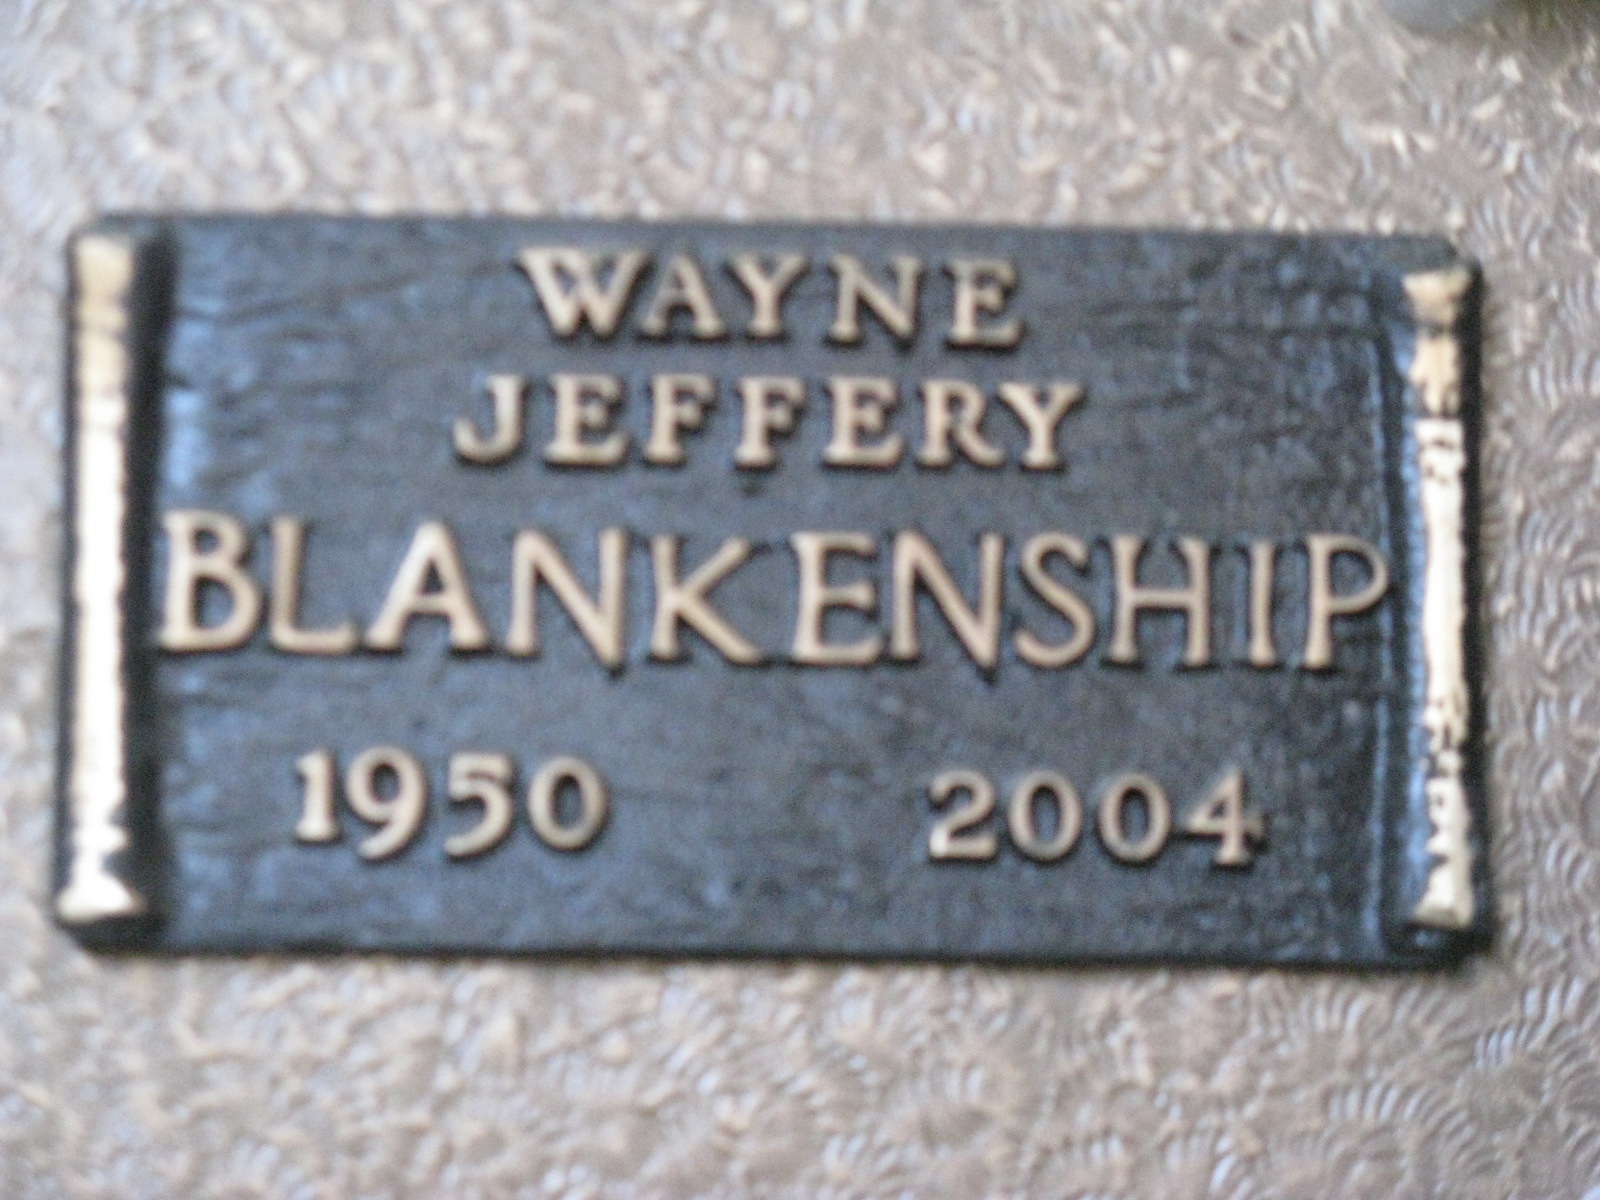 WAYNE
JEFFERY
BLANKENSHIP
1950 2004